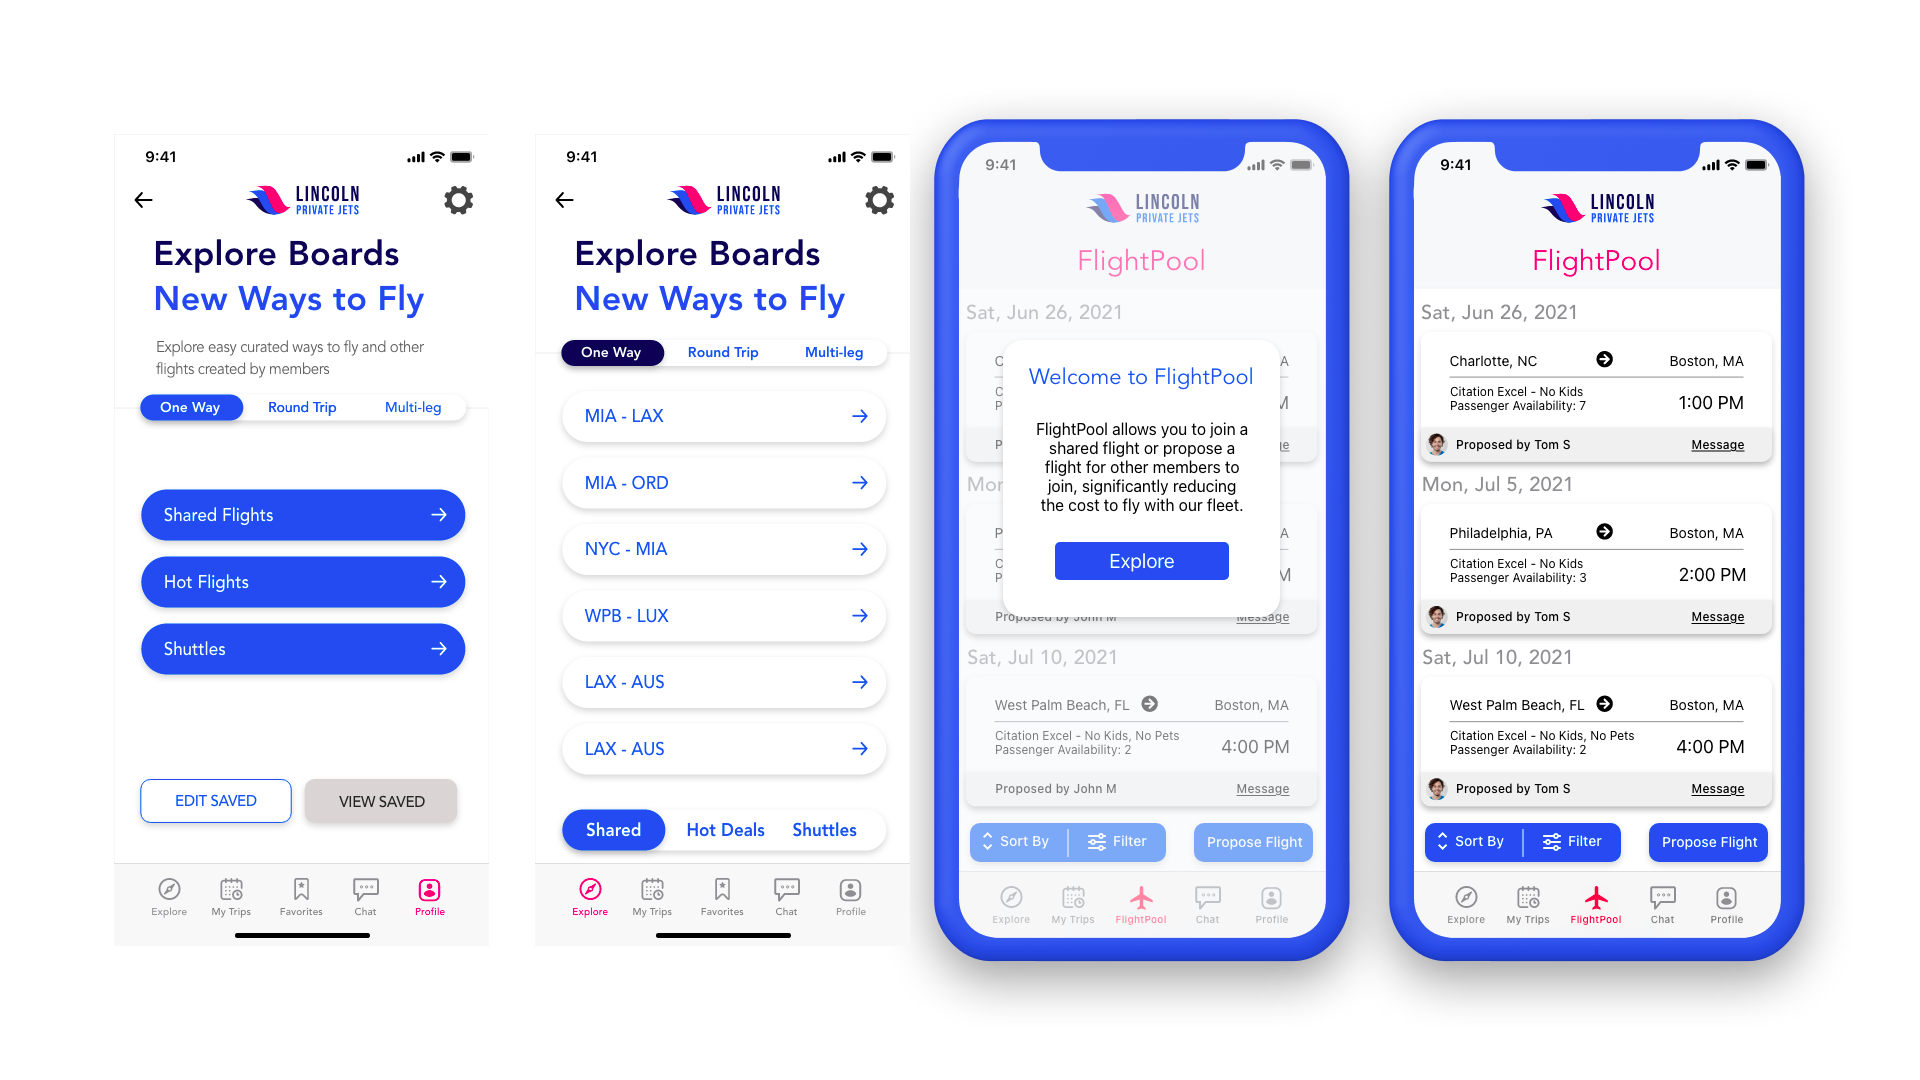 9:41
LINCOLN
PRIVATE JETS
Explore Boards
New Ways to Fly
Explore easy curated ways to fly and other
flights created by members
One Way Round Trip Multi-leg
Shared Flights
Hot Flights
Shuttles
EDIT SAVED VIEW SAVED
Explore My Trips Favorites Chat Profile
9:41
LINCOLN
PRIVATE JETS
Explore Boards
New Ways to Fly
One Way Round Trip Multi-leg
MIA - LAX
MIA - ORD
NYC - MIA
WPB - LUX
LAX - AUS
LAX - AUS
Shared Hot Deals Shuttles
Explore My Trips Favorites Chat Profile
9:41
LINCOLN
PRIVATE JETS
FlightPool
Sat, Jun 26, 2021
Welcome to FlightPool
FlightPool allows you to join a
shared flight or propose a
flight for other members to
join, significantly reducing
the cost to fly with our fleet.
Explore
Proposed by John M Message
Sat, Jul 10, 2021
West Palm Beach, FL Boston, MA
Citation Excel - No Kids, No Pets
Passenger Availability: 2 4:00 PM
Proposed by John M Message
Sort By Filter Propose Flight
Explore My Trips FlightPool Chat Profile
9:41
LINCOLN
PRIVATE JETS
FlightPool
Sat, Jun 26, 2021
Charlotte, NC Boston, MA
Citation Excel - No Kids
Passenger Availability: 7 1:00 PM
Proposed by Tom S Message
Mon, Jul 5, 2021
Philadelphia, PA Boston, MA
Citation Excel - No Kids
Passenger Availability: 3 2:00 PM
Proposed by Tom S Message
Sat, Jul 10, 2021
West Palm Beach, FL Boston, MA
Citation Excel - No Kids, No Pets
Passenger Availability: 2 4:00 PM
Proposed by Tom S Message
Sort By Filter Propose Flight
Explore My Trips FlightPool Chat Profile